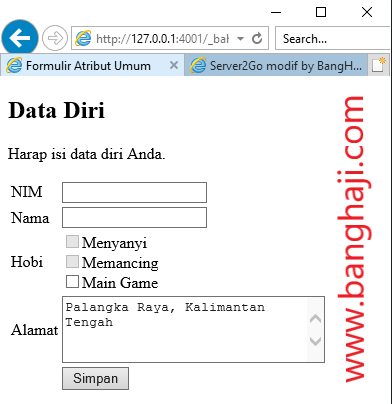 http://127.0.0.1:4001/_bal
Search...
Formulir Atribut Umum
Server2Go modif by BangH...
Data Diri
Harap isi data diri Anda.
NIM
Nama
Hobi
Menyanyi
Memancing
Main Game
Alamat
Palangka Raya, Kalimantan
Tengah
Simpan
www.banghaji.com